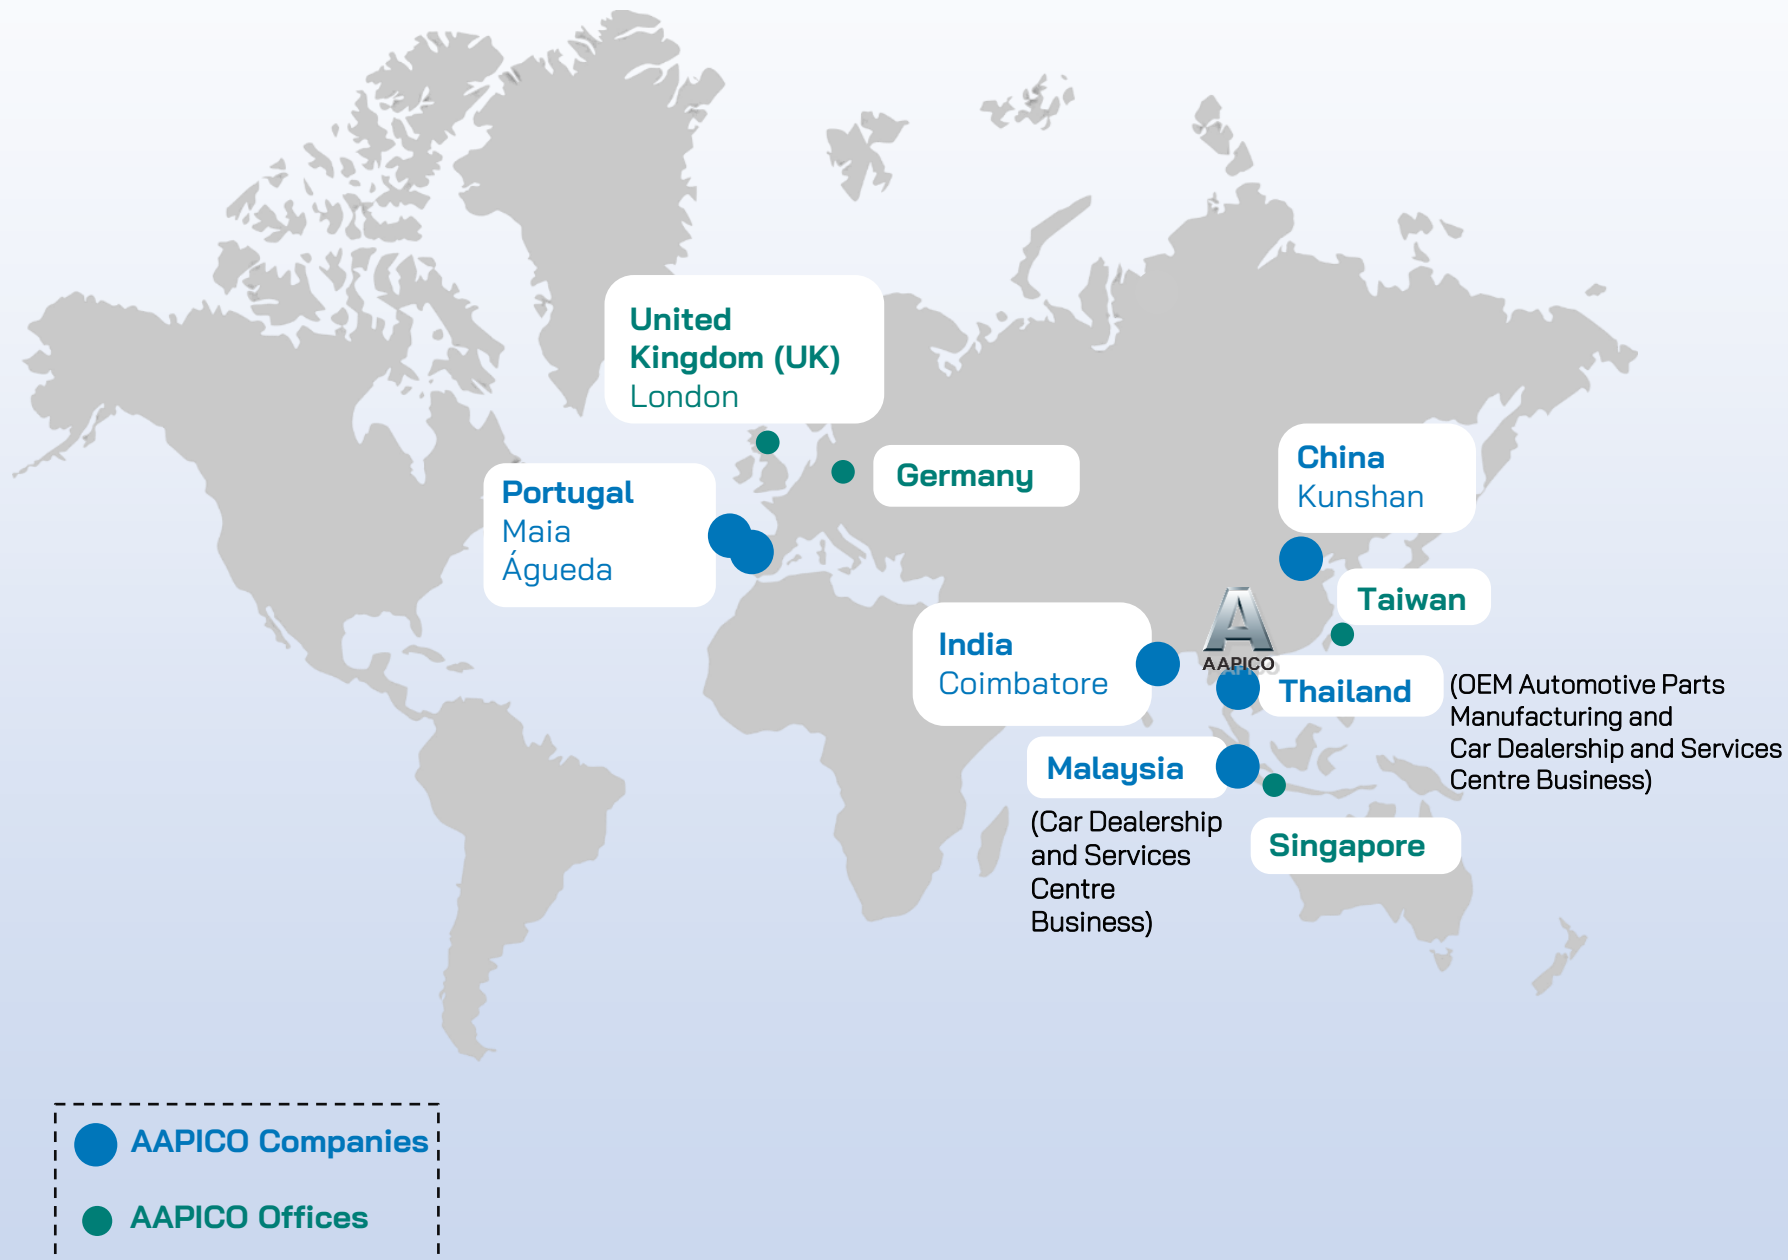 United
Kingdom (UK)
London
Germany
Portugal
Maia
Águeda
China
Kunshan
Taiwan
India
Coimbatore
AAPICO
Thailand
(OEM Automotive Parts
Manufacturing and
Car Dealership and Services
Centre Business)
Malaysia
(Car Dealership
and Services
Centre
Business)
Singapore
AAPICO Companies
AAPICO Offices